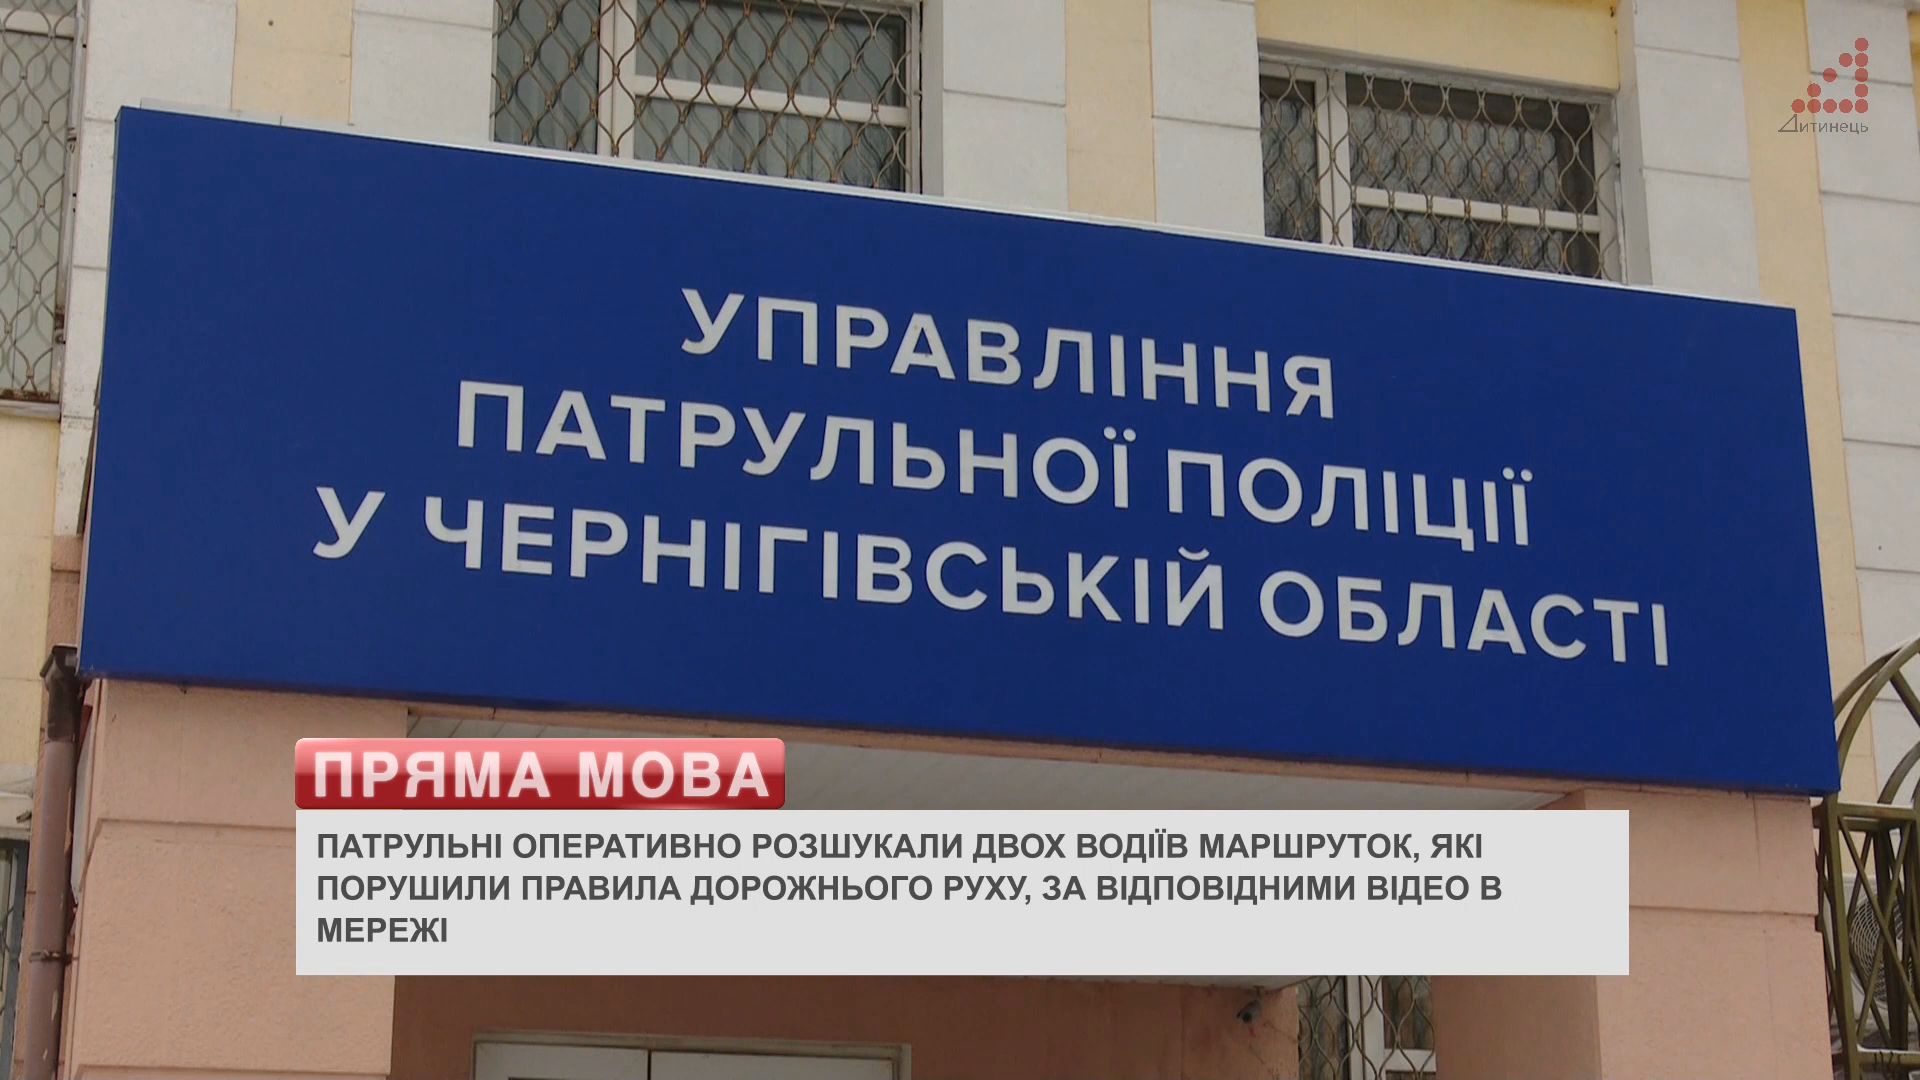 Дитинець
УПРАВЛІННЯ
ПАТРУЛЬНОЇ ПОЛІЦІЇ
У ЧЕРНІГІВСЬКІЙ ОБЛАСТІ
ПРЯМА МОВА
ПАТРУЛЬНІ ОПЕРАТИВНО РОЗШУКАЛИ ДВОХ ВОДІЇВ МАРШРУТОК, ЯКІ
ПОРУШИЛИ ПРАВИЛА ДОРОЖНЬОГО РУХУ, ЗА ВІДПОВІДНИМИ ВІДЕО В
МЕРЕЖІ